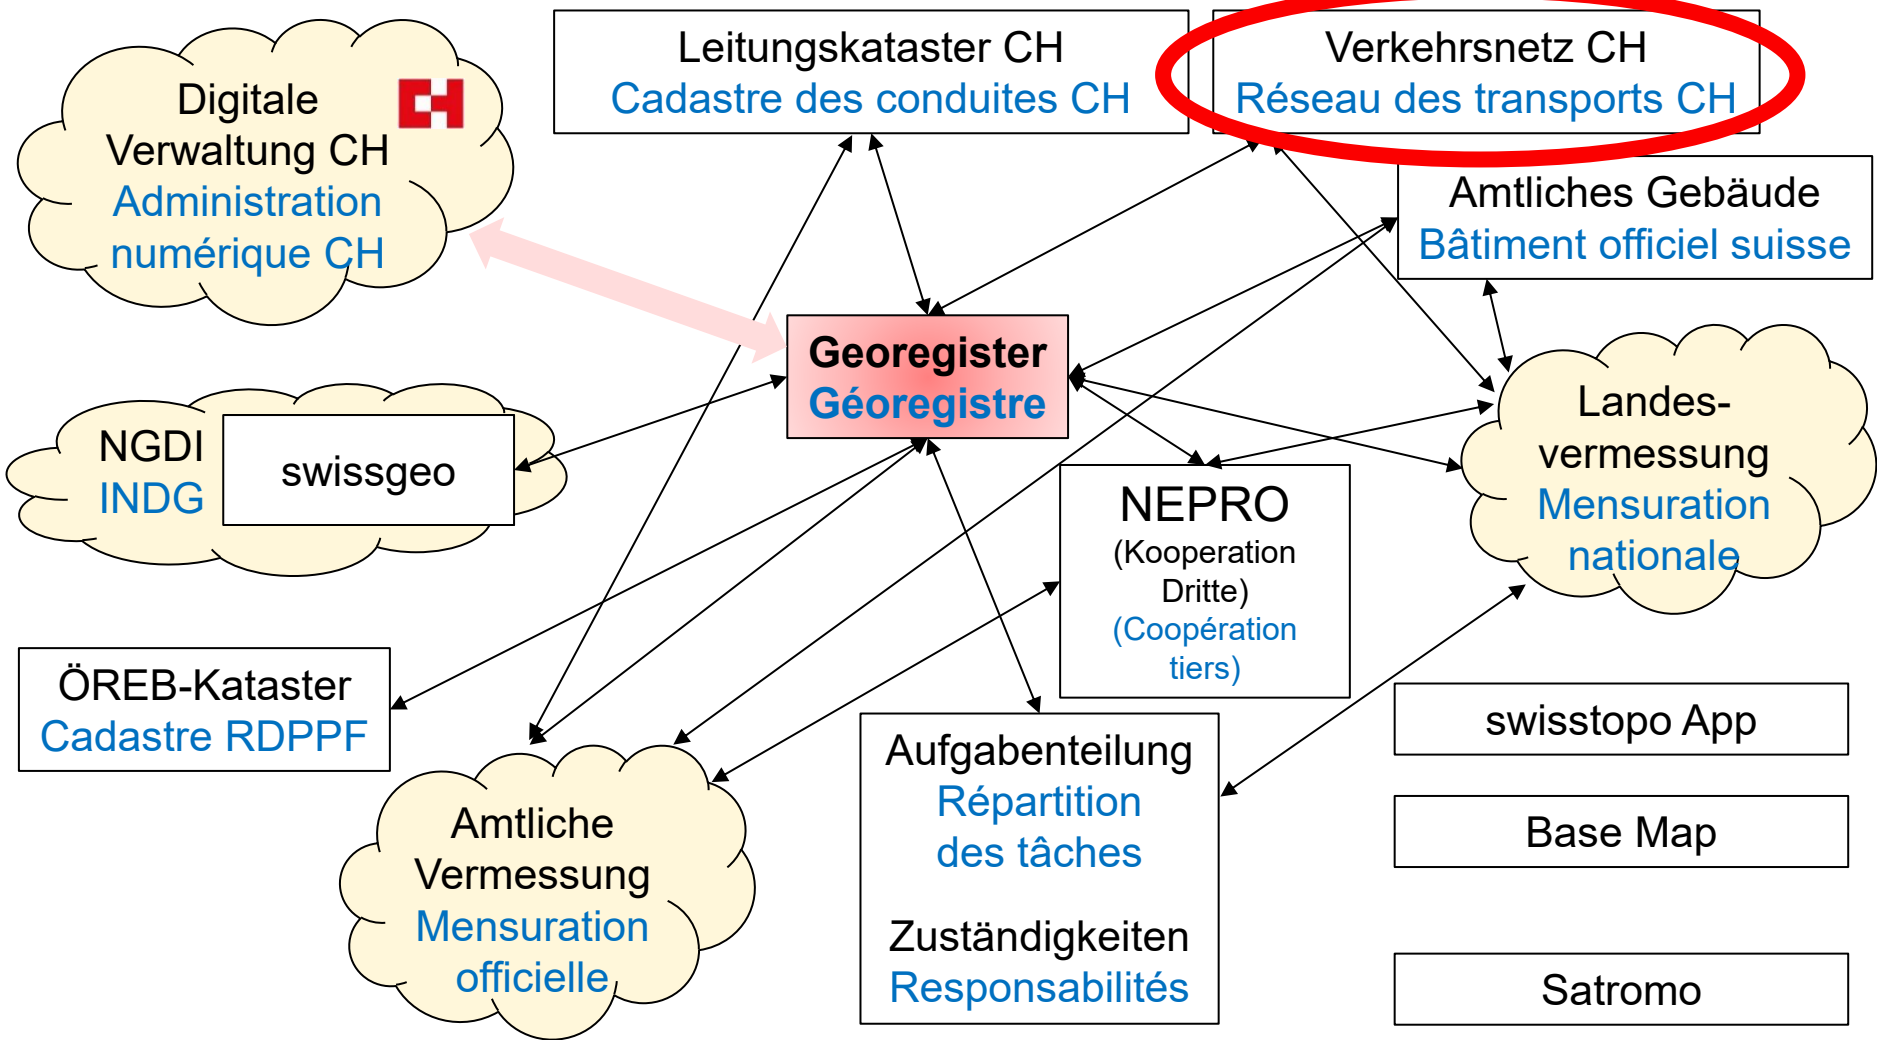 Leitungskataster CH
Cadastre des conduites CH
Verkehrsnetz CH
Réseau des transports CH
Digitale
Verwaltung CH
Administration
numérique CH
Amtliches Gebäude
Bâtiment officiel suisse
Georegister
Géoregistre
NGDI
INDG
swissgeo
Landes-
vermessung
Mensuration
nationale
NEPRO
(Kooperation
Dritte)
(Coopération
tiers)
ÖREB-Kataster
Cadastre RDPPF
Amtliche
Vermessung
Mensuration
officielle
Aufgabenteilung
Répartition
des tâches
Zuständigkeiten
Responsabilités
swisstopo App
Base Map
Satromo